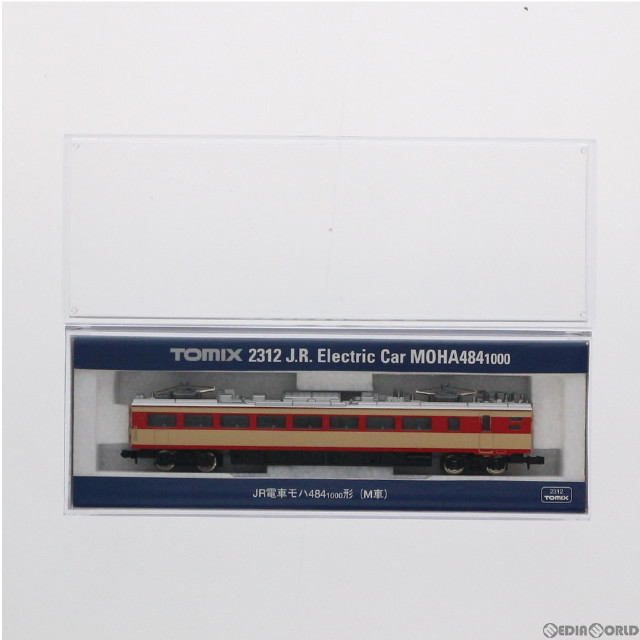 TOMIX 2312 J.R. Electric Car MOHA4841000
JR電車モハ4841000形 (M車)
2312
TOMIX
MEDIAWORLD